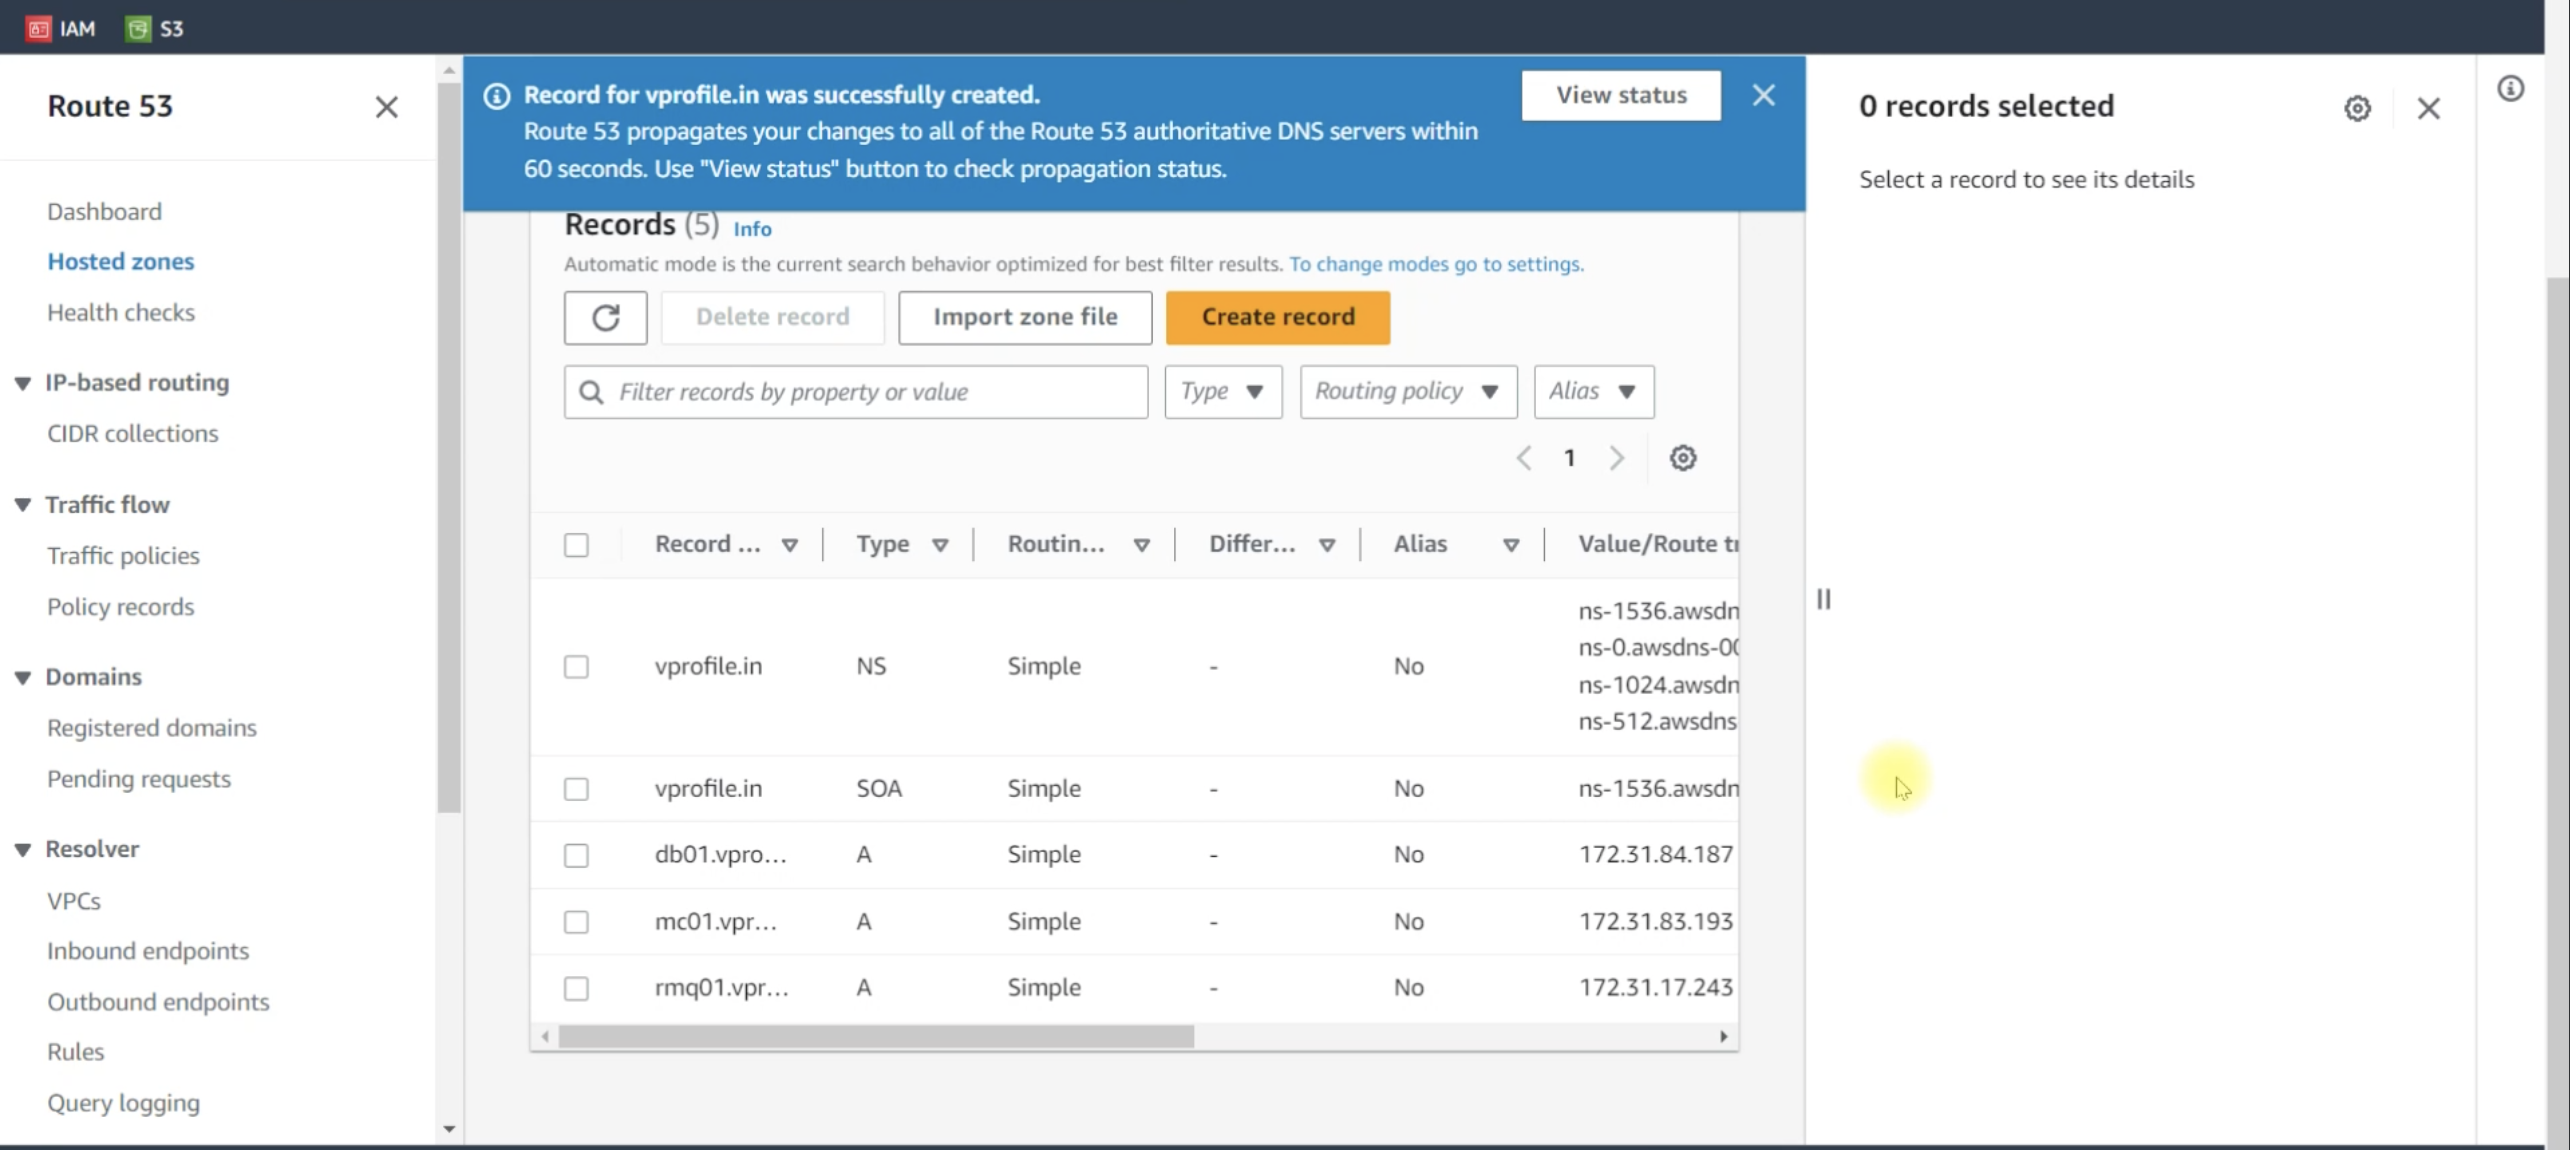 IAM S3
Route 53
Dashboard
Hosted zones
Health checks
IP-based routing
CIDR collections
Traffic flow
Traffic policies
Policy records
Domains
Registered domains
Pending requests
Resolver
VPCs
Inbound endpoints
Outbound endpoints
Rules
Query logging
Record for vprofile.in was successfully created.
Route 53 propagates your changes to all of the Route 53 authoritative DNS servers within
60 seconds. Use "View status" button to check propagation status.
View status
Records (5) Info
Automatic mode is the current search behavior optimized for best filter results. To change modes go to settings.
Delete record Import zone file Create record
Filter records by property or value Type Routing policy Alias
1
Record ... Type Routin... Differ... Alias Value/Route tr
vprofile.in NS Simple - No
ns-1536.awsdn
ns-0.awsdns-00
ns-1024.awsdn
ns-512.awsdns
vprofile.in SOA Simple - No ns-1536.awsdn
db01.vpro... A Simple - No 172.31.84.187
mc01.vpr... A Simple - No 172.31.83.193
rmq01.vpr... A Simple - No 172.31.17.243
0 records selected
Select a record to see its details